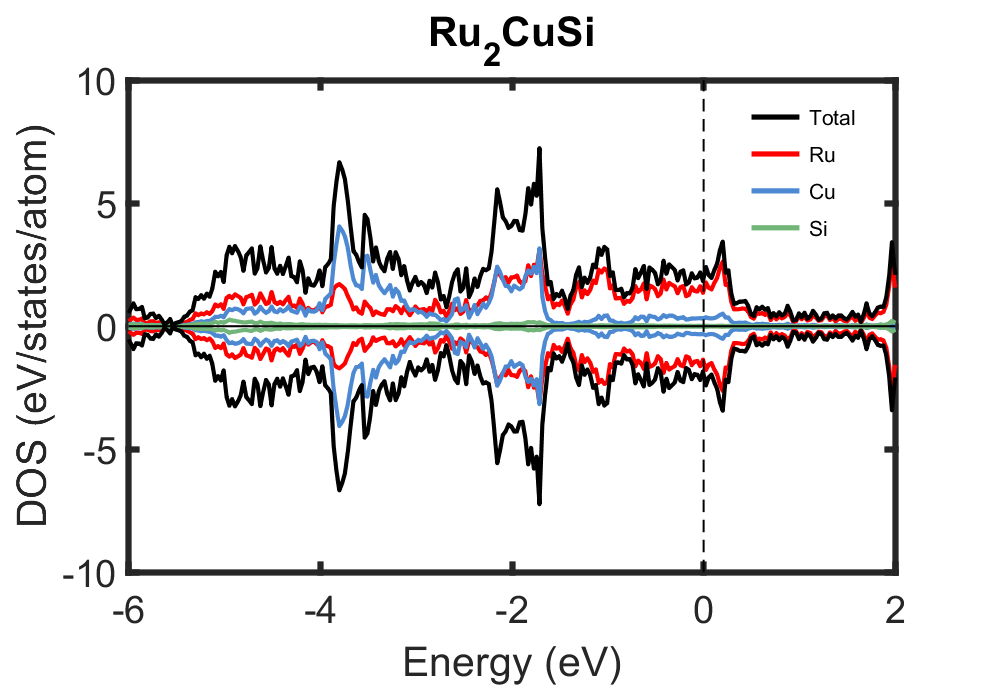 Ru2CuSi
10
5
0
-5
-10
DOS (eV/states/atom)
Total
Ru
Cu
Si
-6 -4 -2 0 2
Energy (eV)